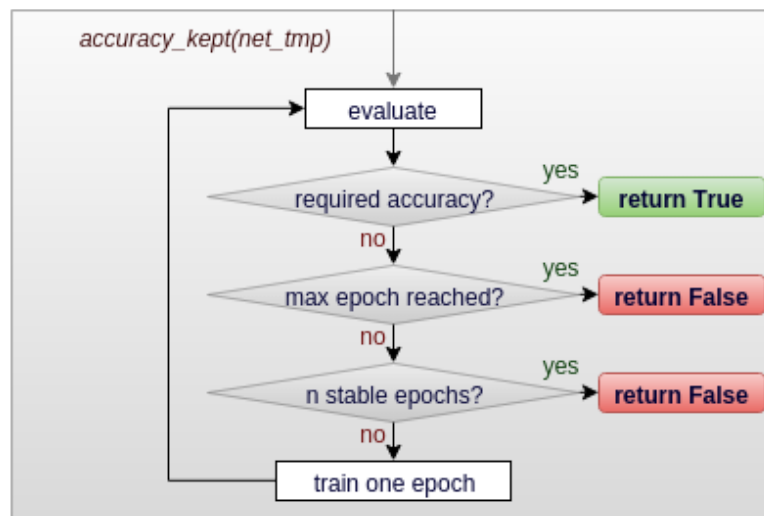 accuracy_kept(net_tmp)
evaluate
yes
required accuracy?
return True
no
yes
max epoch reached?
return False
no
yes
n stable epochs?
return False
no
train one epoch